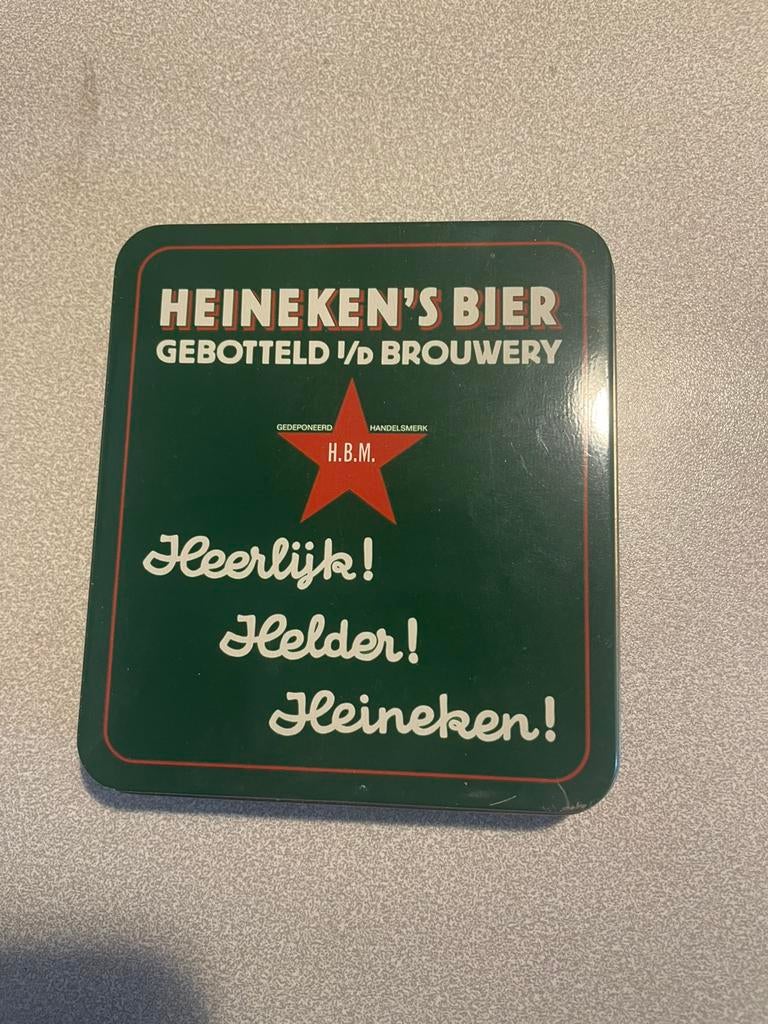 HEINEKEN'S BIER
GEBOTTELD I/D BROUWERY
GEDEPONEERD HANDELSMERK
H.B.M.
Heerlijk!
Helder!
Heineken!